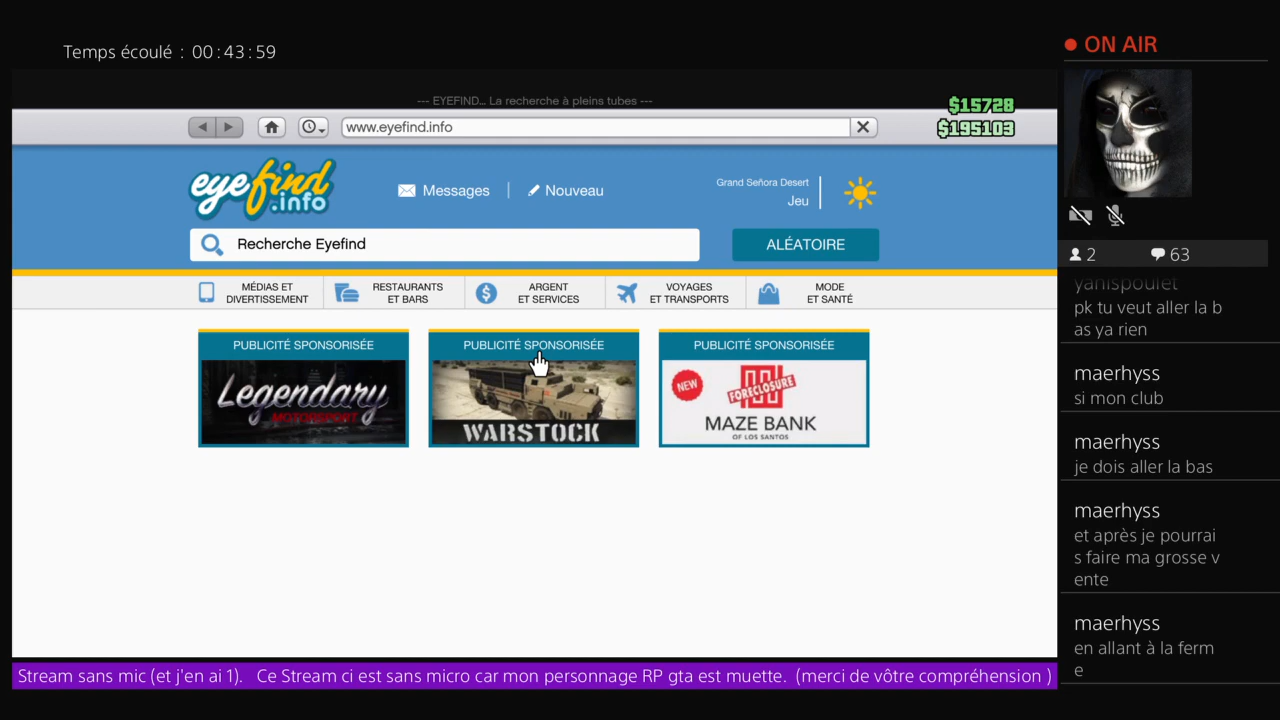 Temps écoulé : 00:43:59
ON AIR
--- EYEFIND... La recherche à pleins tubes ---
$15728
$195103
www.eyefind.info
eyefind
.info
Messages
Nouveau
Grand Señora Desert
Jeu
Recherche Eyefind
ALÉATOIRE
MÉDIAS ET
DIVERTISSEMENT
RESTAURANTS
ET BARS
ARGENT
ET SERVICES
VOYAGES
ET TRANSPORTS
MODE
ET SANTÉ
PUBLICITÉ SPONSORISÉE
Legendary
MOTORSPORT
PUBLICITÉ SPONSORISÉE
WARSTOCK
PUBLICITÉ SPONSORISÉE
NEW
FORECLOSURE
MAZE BANK
OF LOS SANTOS
2
63
yanispoulet
pk tu veut aller la b
as ya rien
maerhyss
si mon club
maerhyss
je dois aller la bas
maerhyss
et après je pourrai
s faire ma grosse v
ente
maerhyss
en allant à la ferm
e
Stream sans mic (et j'en ai 1). Ce Stream ci est sans micro car mon personnage RP gta est muette. (merci de vôtre compréhension )